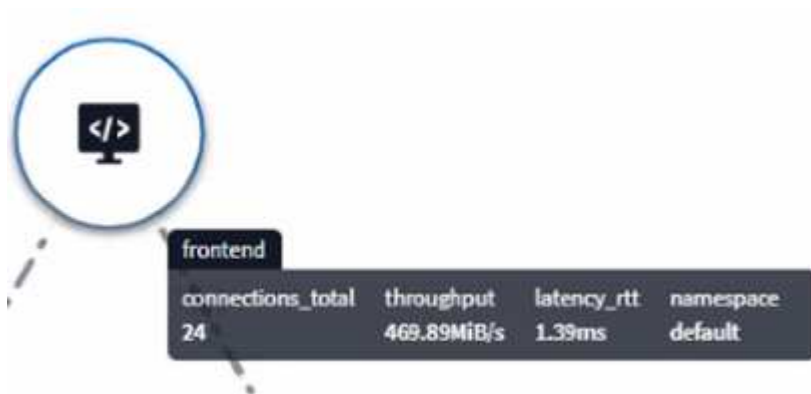 </>
frontend
connections_total throughput latency_rtt namespace
24 469.89MiB/s 1.39ms default